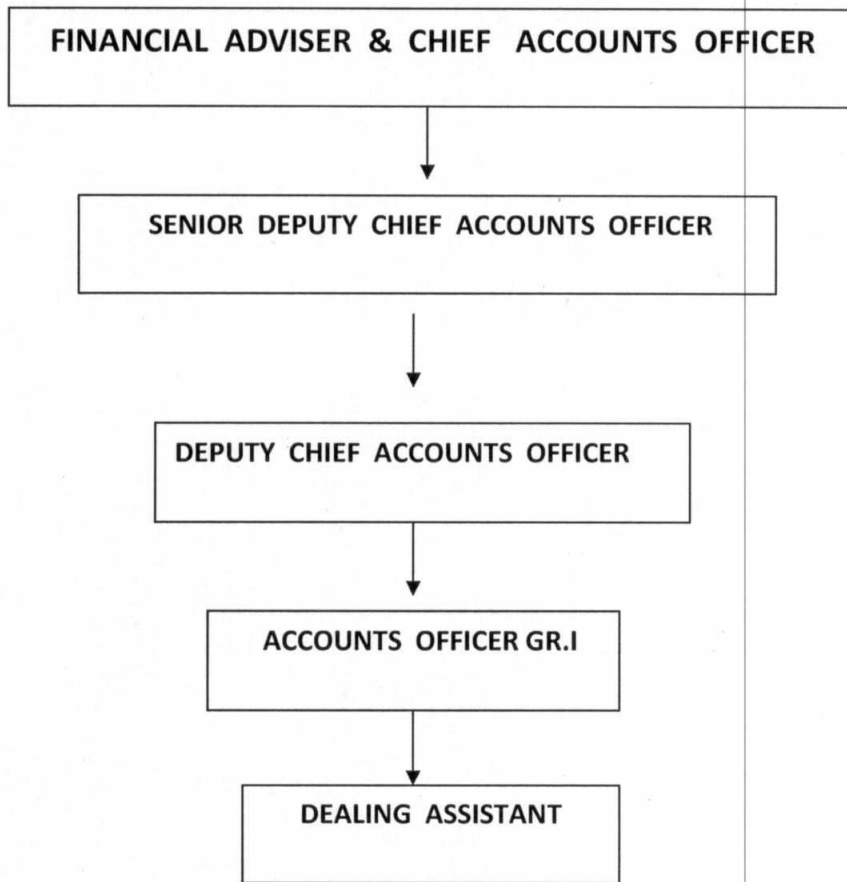 FINANCIAL ADVISER & CHIEF ACCOUNTS OFFICER
SENIOR DEPUTY CHIEF ACCOUNTS OFFICER
DEPUTY CHIEF ACCOUNTS OFFICER
ACCOUNTS OFFICER GR.I
DEALING ASSISTANT